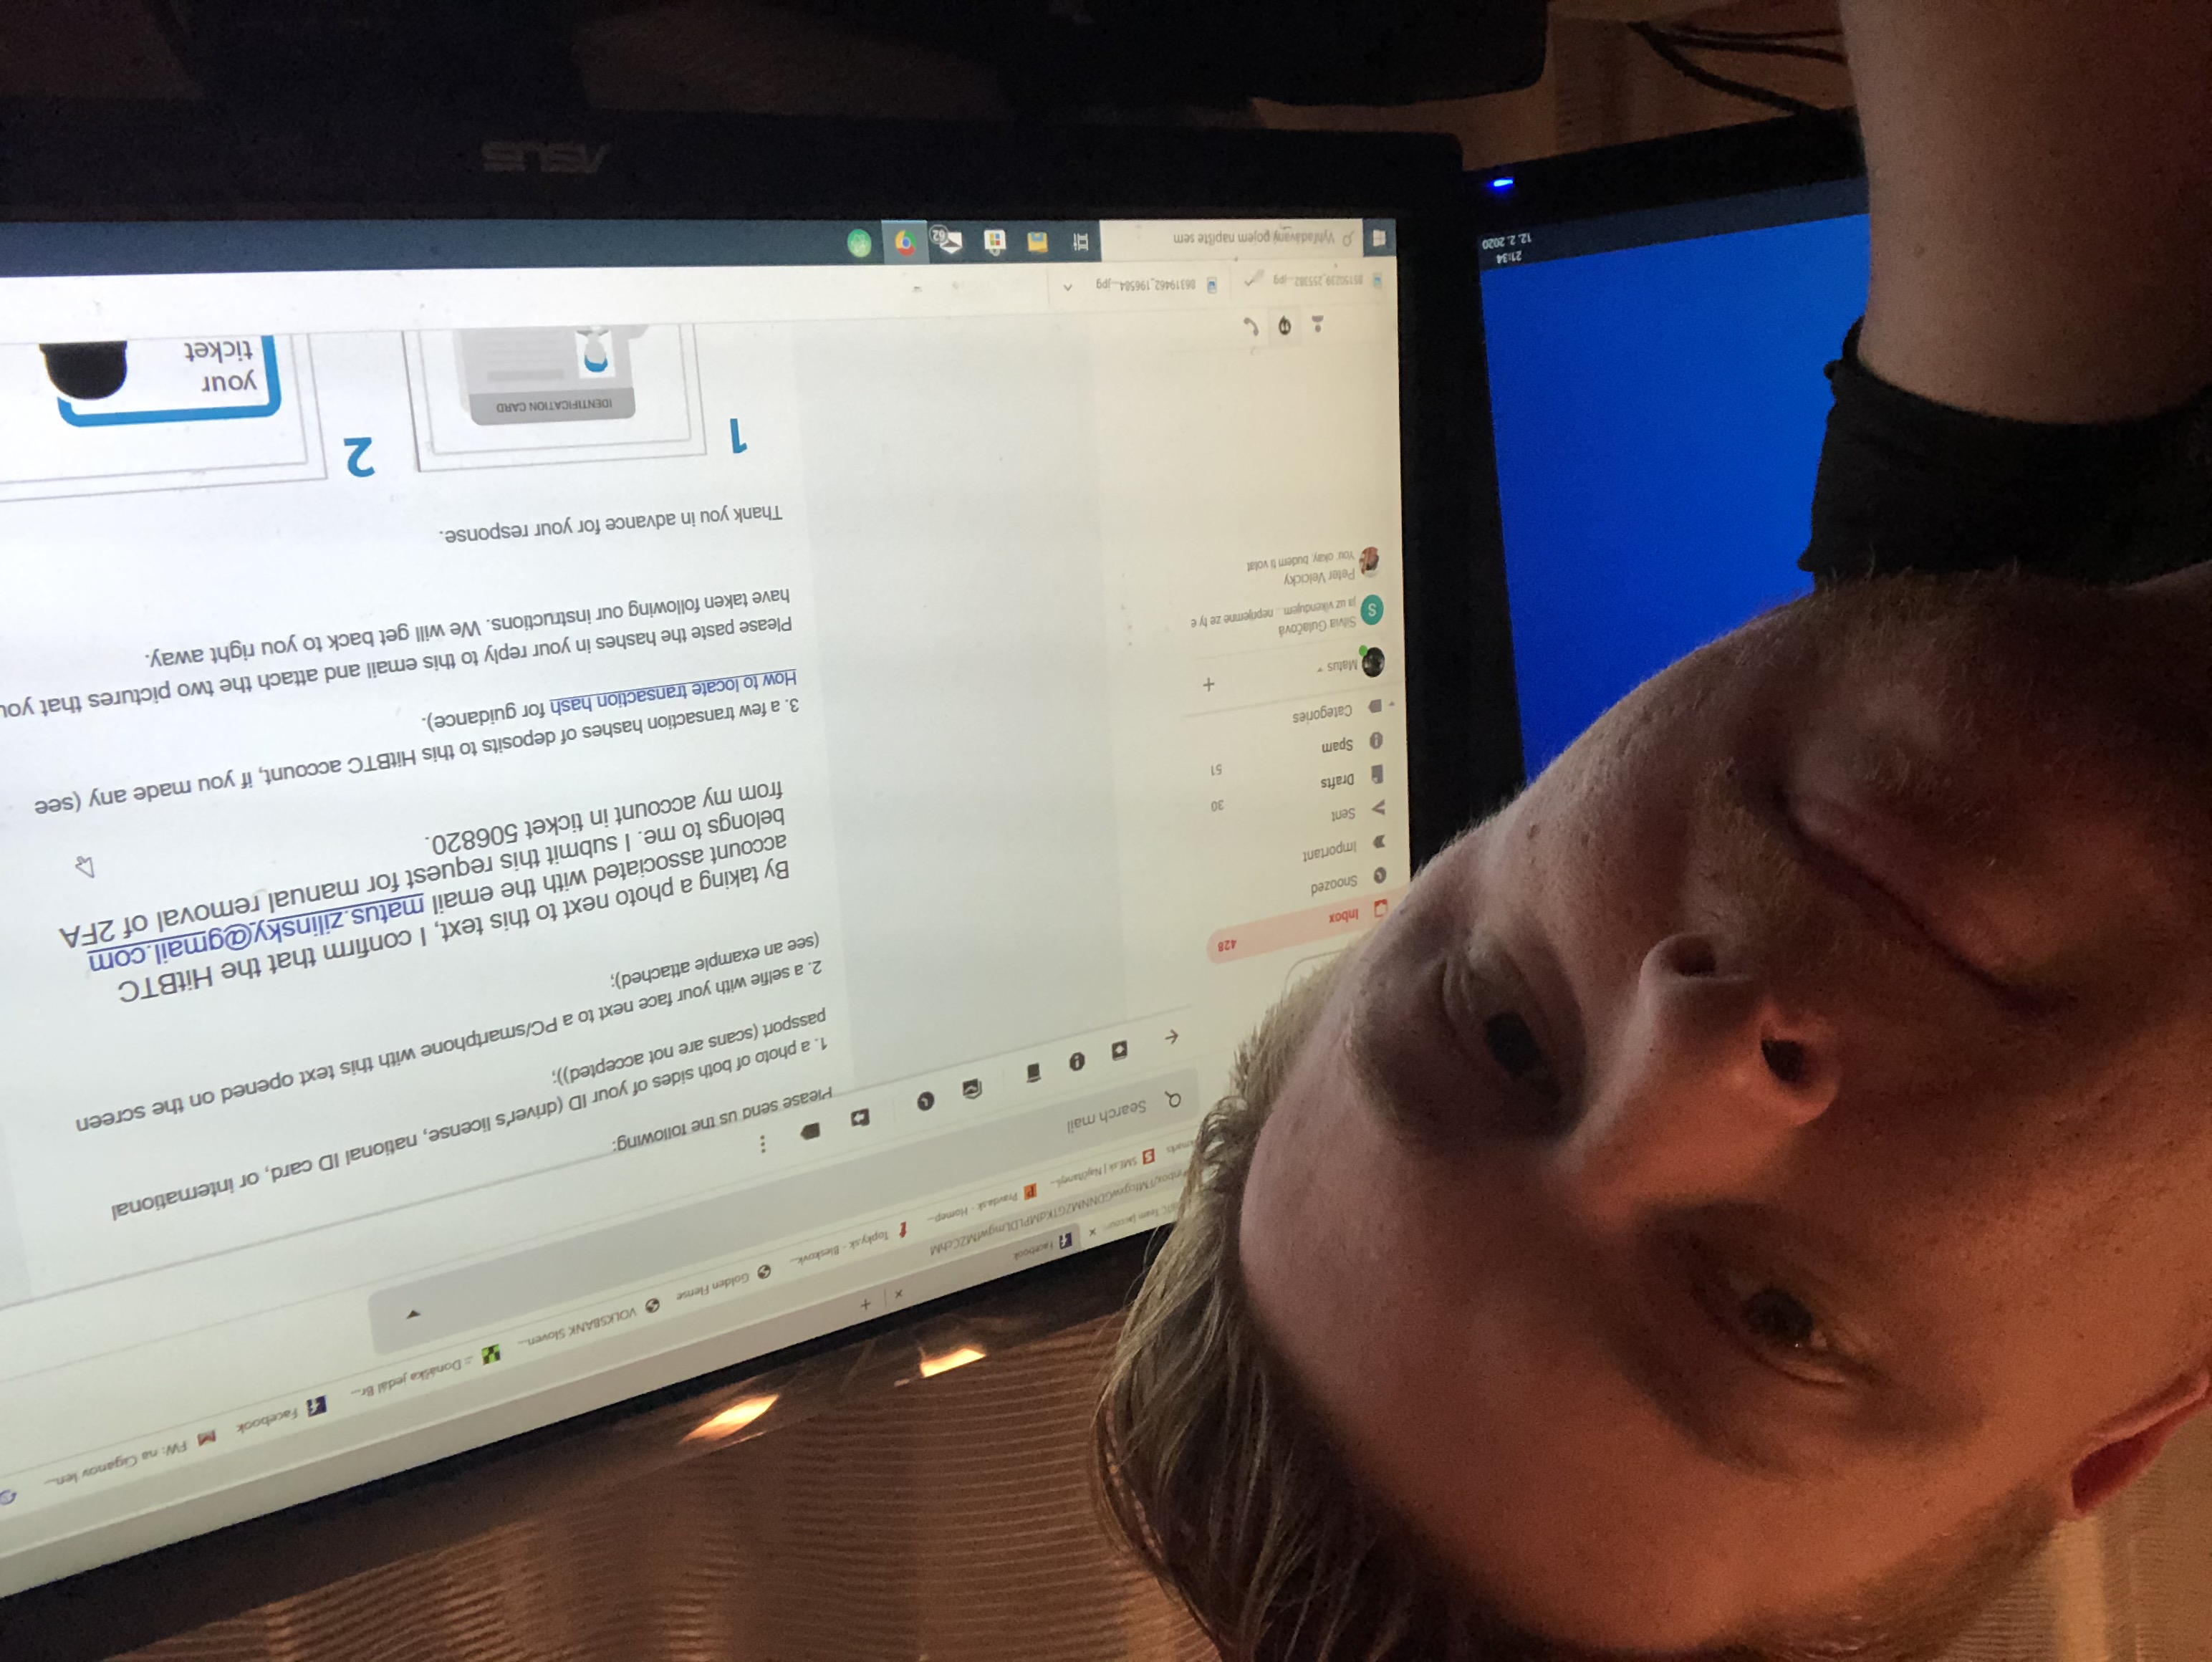 Facebook
inbox/FMfcgxwGDNNMZGTKdMPLDLmgwfMZCchM
SME.sk | Najčítanejš...
Pravda.sk - Homep...
Topky.sk - Bleskovk...
Golden Flense
VOLKSBANK Sloven...
.:: Donáška jedál Br...
Facebook
FW: na Ciganov len...
Search mail
Inbox 428
Snoozed
Important
Sent
Drafts 30
Spam 51
Categories
Matus
Silvia Gulačová
ja uz vikendujem... neprijemne ze ty e
Peter Velcicky
You: okay, budem ti volat
Please send us the following:
1. a photo of both sides of your ID (driver's license, national ID card, or international
passport (scans are not accepted));
2. a selfie with your face next to a PC/smartphone with this text opened on the screen
(see an example attached);
By taking a photo next to this text, I confirm that the HitBTC
account associated with the email matus.zilinsky@gmail.com
belongs to me. I submit this request for manual removal of 2FA
from my account in ticket 506820.
3. a few transaction hashes of deposits to this HitBTC account, if you made any (see
How to locate transaction hash for guidance).
Please paste the hashes in your reply to this email and attach the two pictures that you
have taken following our instructions. We will get back to you right away.
Thank you in advance for your response.
1
IDENTIFICATION CARD
2
your
ticket
85150239_255382...jpg
86319462_196584...jpg
Vyhľadávaný pojem napíšte sem
62
21:34
12. 2. 2020
ASUS